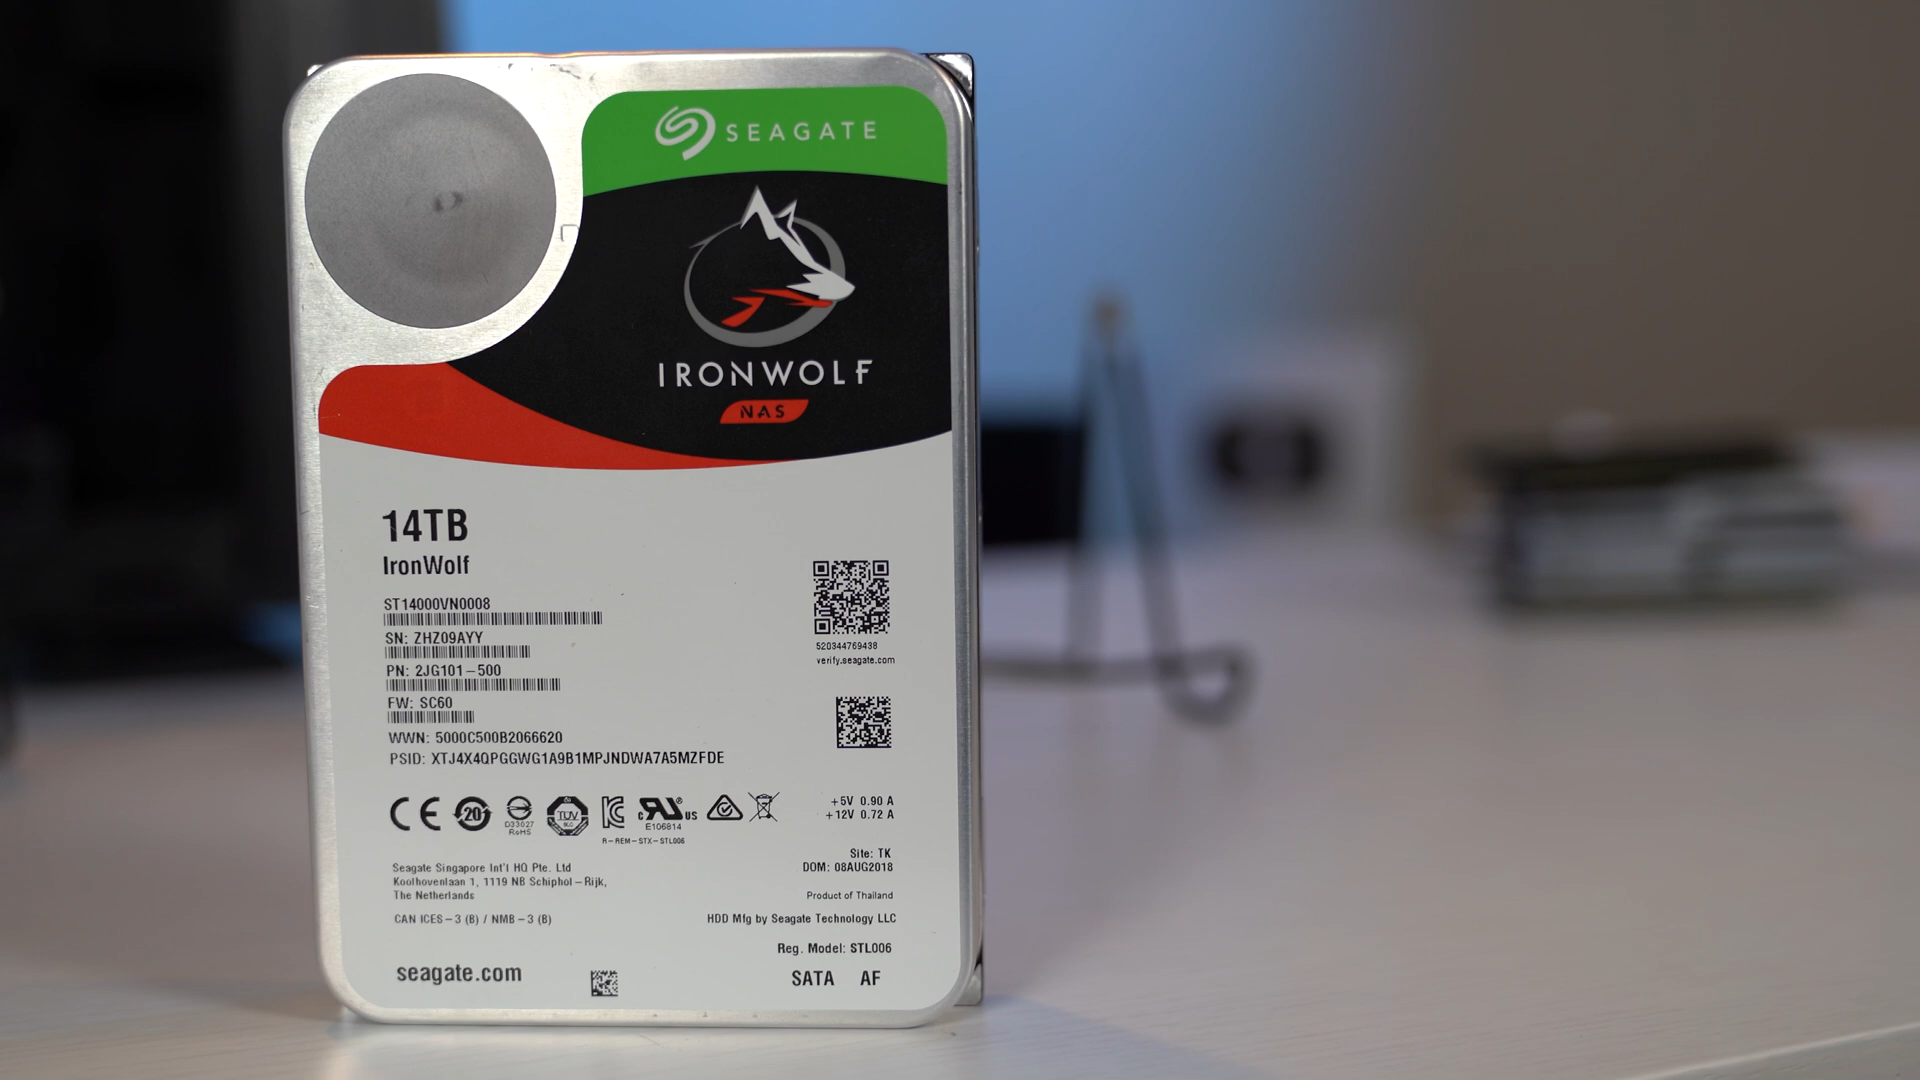 SEAGATE
IRONWOLF
NAS
14TB
IronWolf
ST14000VN0008
SN: ZHZ09AYY
PN: 2JG101-500
FW: SC60
WWN: 5000C500B2066620
PSID: XTJ4X4QPGGWG1A9B1MPJNDWA7A5MZFDE
520344769438
verify.seagate.com
CE
20
D33027
RoHS
TÜV
c RU ® US
E106814
R-REM-STX-STL006
+5V 0.90 A
+12V 0.72 A
Site: TK
DOM: 08AUG2018
Product of Thailand
HDD Mfg by Seagate Technology LLC
Reg. Model: STL006
SATA AF
Seagate Singapore Int'l HQ Pte. Ltd
Koolhovenlaan 1, 1119 NB Schiphol-Rijk,
The Netherlands
CAN ICES-3 (B) / NMB-3 (B)
seagate.com